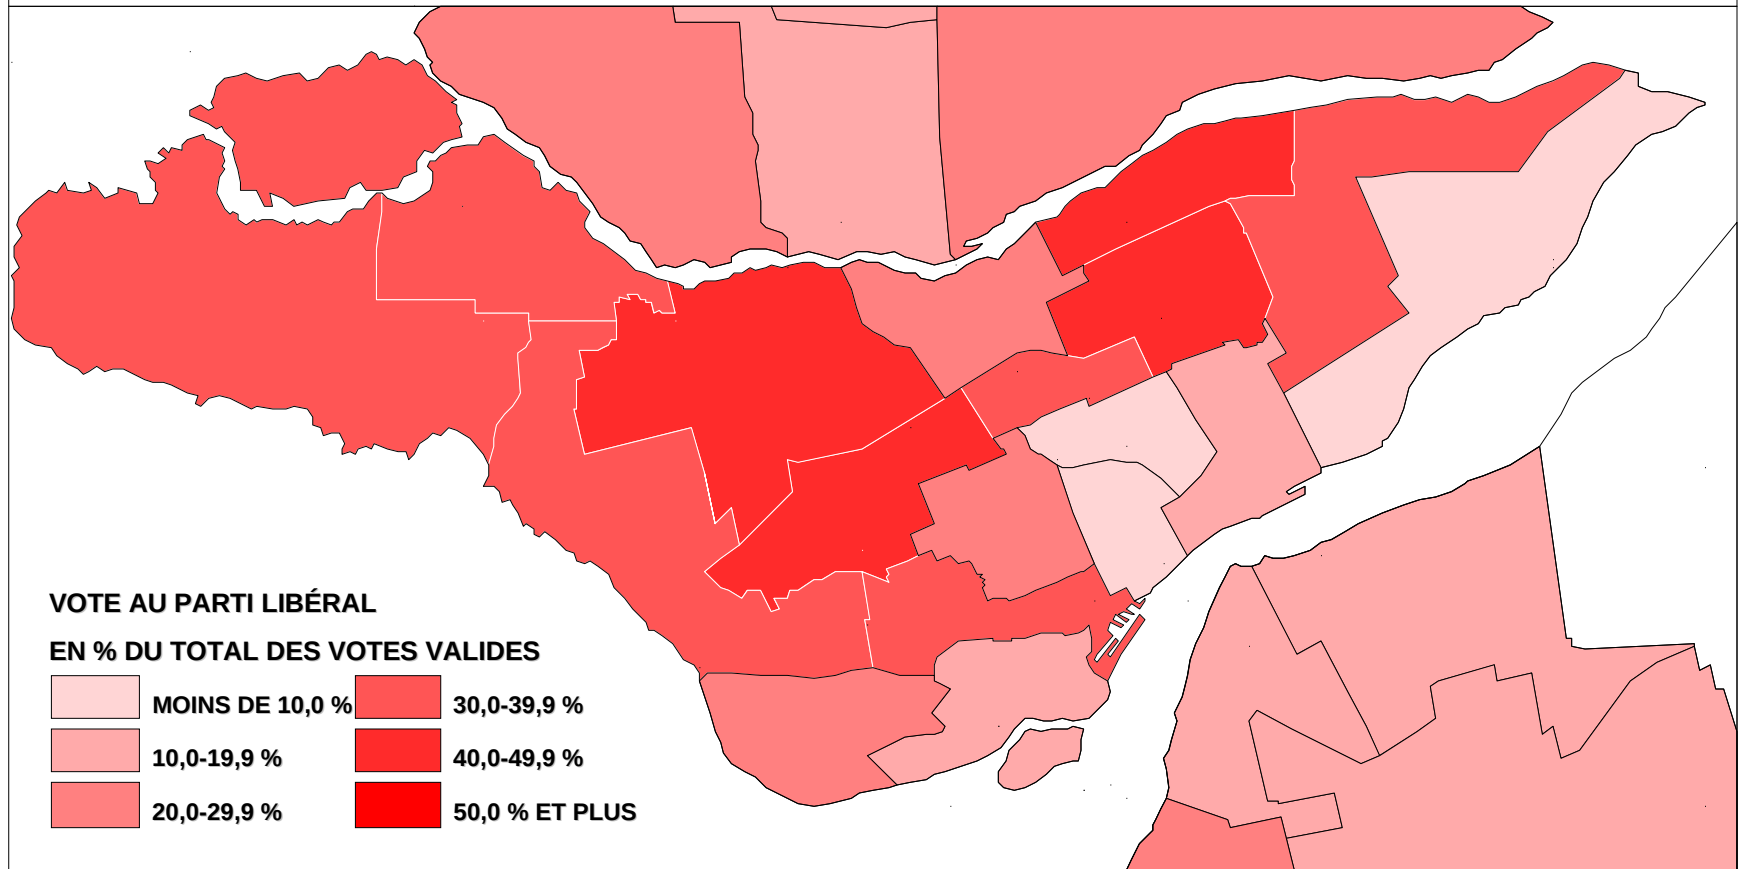 VOTE AU PARTI LIBÉRAL
EN % DU TOTAL DES VOTES VALIDES
MOINS DE 10,0 %
30,0-39,9 %
10,0-19,9 %
40,0-49,9 %
20,0-29,9 %
50,0 % ET PLUS